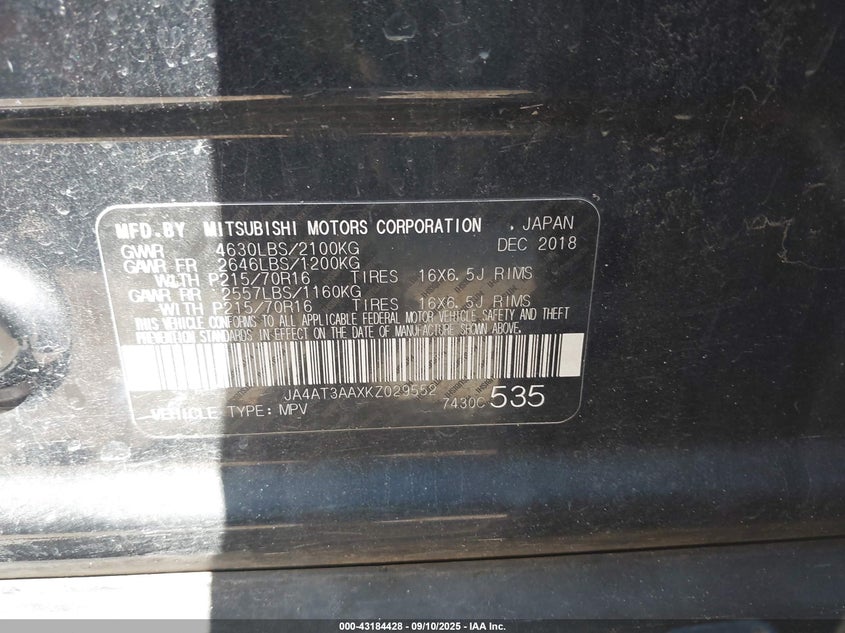 MFD.BY MITSUBISHI MOTORS CORPORATION , JAPAN
GVWR 4630LBS/2100KG DEC 2018
GAWR FR 2646LBS/1200KG
WITH P215/70R16 TIRES 16X6.5J RIMS
GAWR RR 2557LBS/1160KG
WITH P215/70R16 TIRES 16X6.5J RIMS
THIS VEHICLE CONFORMS TO ALL APPLICABLE FEDERAL MOTOR VEHICLE SAFETY AND THEFT
PREVENTION STANDARDS IN EFFECT ON THE DATE OF MANUFACTURE SHOWN ABOVE.
JA4AT3AAXKZ029552
VEHICLE TYPE: MPV 7430C 535
000-43184428 - 09/10/2025 - IAA Inc.